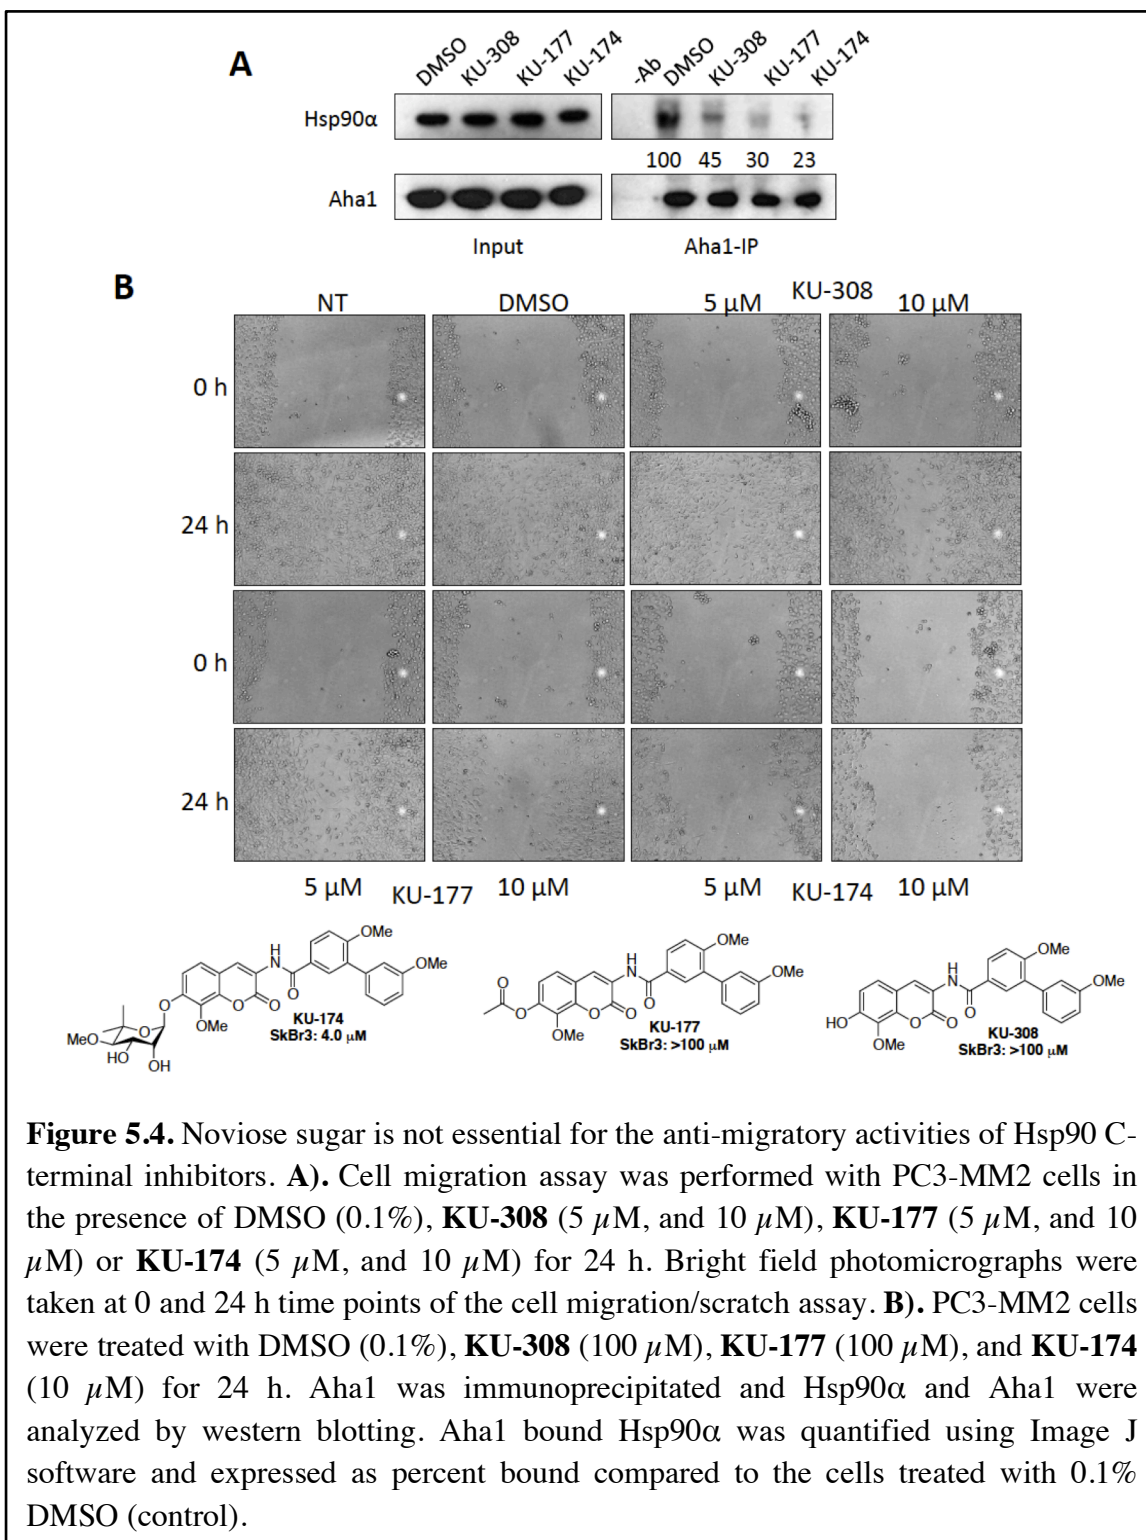 A
DMSO KU-308 KU-177 KU-174 -Ab DMSO KU-308 KU-177 KU-174
Hsp90α
100 45 30 23
Aha1
Input Aha1-IP
B
NT DMSO 5 µM KU-308 10 µM
0 h
24 h
0 h
24 h
5 µM KU-177 10 µM 5 µM KU-174 10 µM
OMe
H
N
OMe
O
O
O
O
OMe
MeO
O
HO
OH
KU-174
SkBr3: 4.0 µM
OMe
H
N
OMe
O
O
O
O
O
OMe
KU-177
SkBr3: >100 µM
OMe
H
N
OMe
O
HO
O
O
OMe
KU-308
SkBr3: >100 µM
Figure 5.4. Noviose sugar is not essential for the anti-migratory activities of Hsp90 C-
terminal inhibitors. A). Cell migration assay was performed with PC3-MM2 cells in
the presence of DMSO (0.1%), KU-308 (5 µM, and 10 µM), KU-177 (5 µM, and 10
µM) or KU-174 (5 µM, and 10 µM) for 24 h. Bright field photomicrographs were
taken at 0 and 24 h time points of the cell migration/scratch assay. B). PC3-MM2 cells
were treated with DMSO (0.1%), KU-308 (100 µM), KU-177 (100 µM), and KU-174
(10 µM) for 24 h. Aha1 was immunoprecipitated and Hsp90α and Aha1 were
analyzed by western blotting. Aha1 bound Hsp90α was quantified using Image J
software and expressed as percent bound compared to the cells treated with 0.1%
DMSO (control).